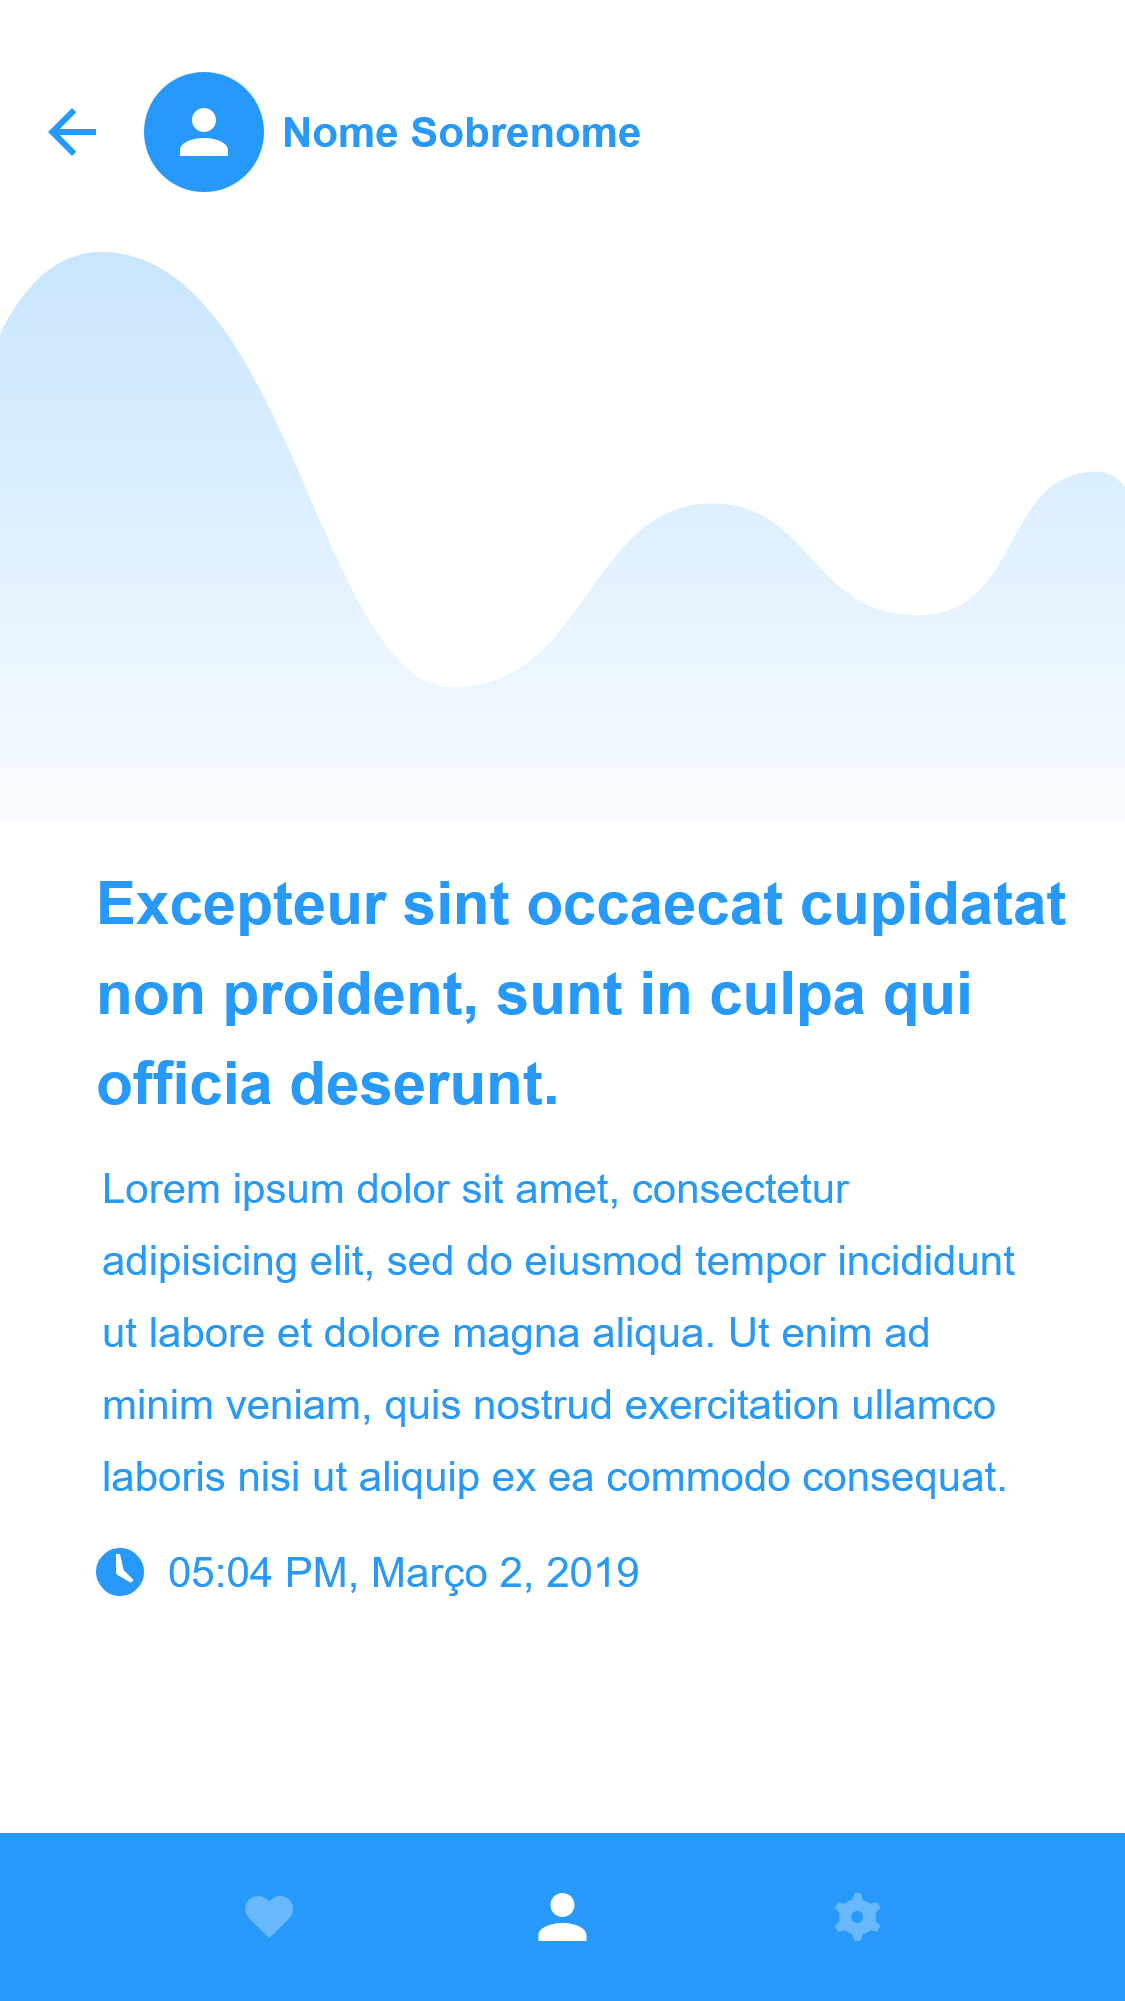 Nome Sobrenome
Excepteur sint occaecat cupidatat
non proident, sunt in culpa qui
officia deserunt.
Lorem ipsum dolor sit amet, consectetur
adipisicing elit, sed do eiusmod tempor incididunt
ut labore et dolore magna aliqua. Ut enim ad
minim veniam, quis nostrud exercitation ullamco
laboris nisi ut aliquip ex ea commodo consequat.
05:04 PM, Março 2, 2019